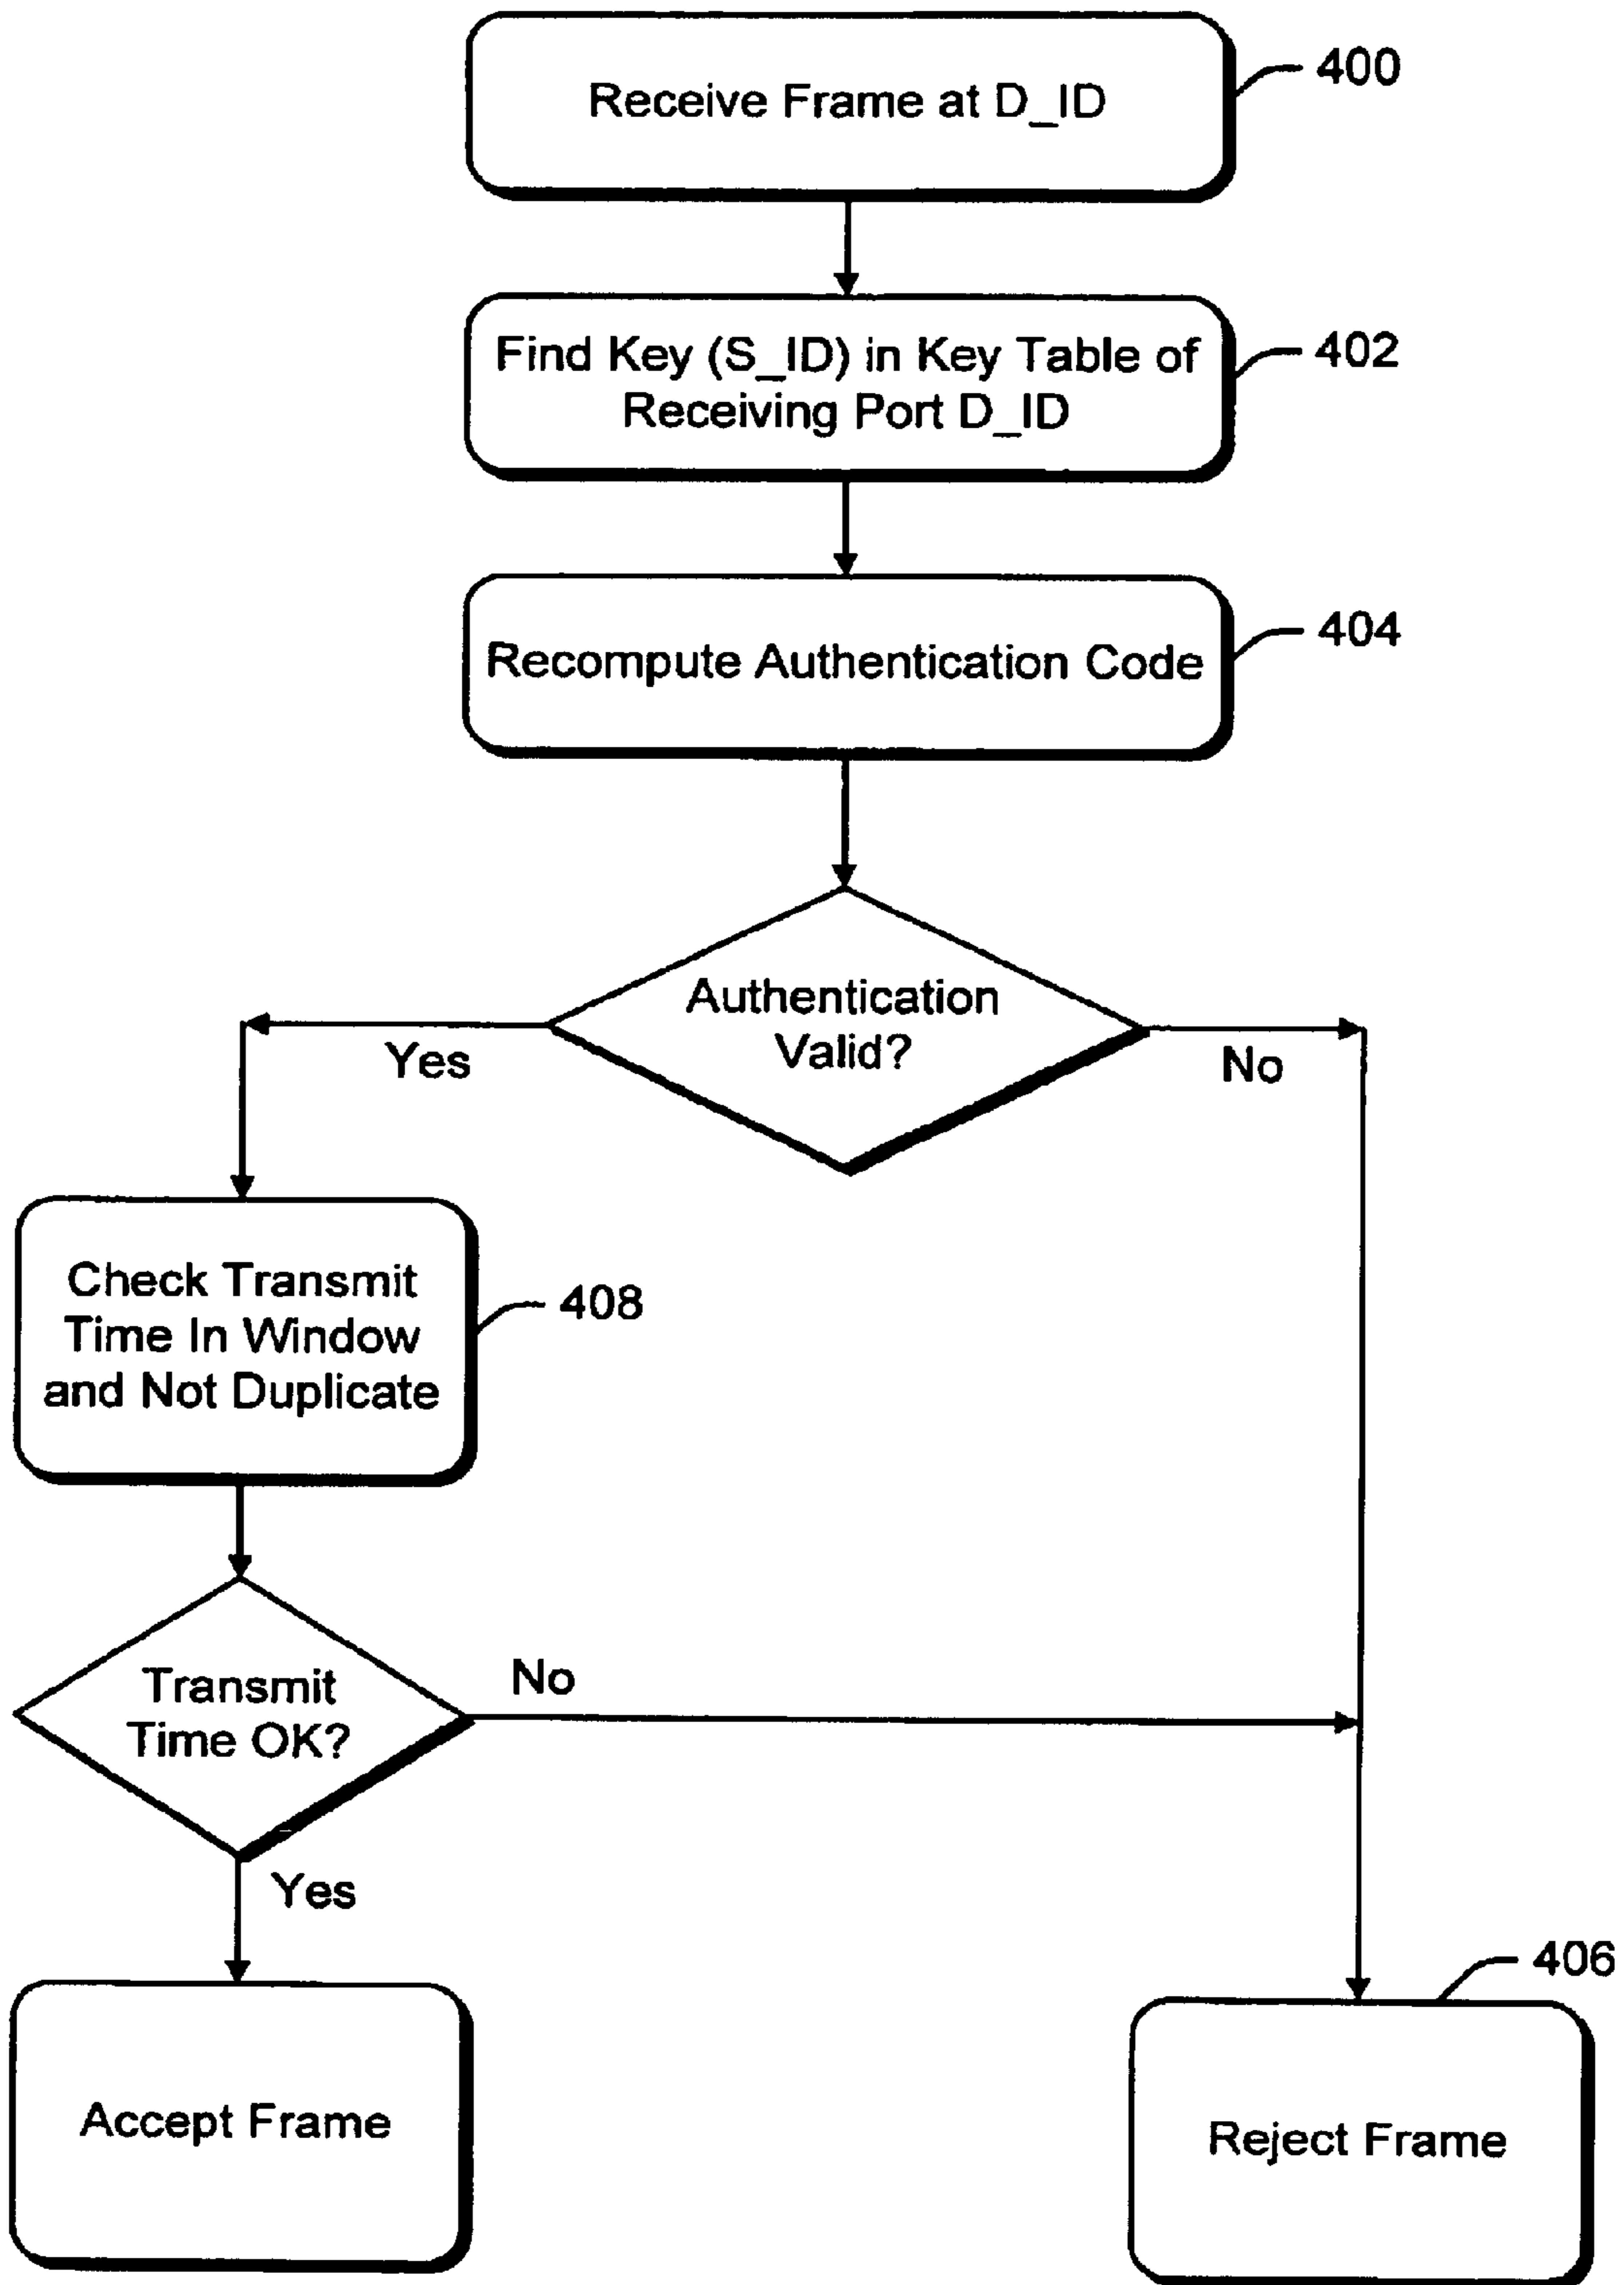 Receive Frame at D_ID
400
Find Key (S_ID) in Key Table of
Receiving Port D_ID
402
Recompute Authentication Code
404
Authentication
Valid?
Yes
No
Check Transmit
Time In Window
and Not Duplicate
408
Transmit
Time OK?
No
Yes
Accept Frame
406
Reject Frame